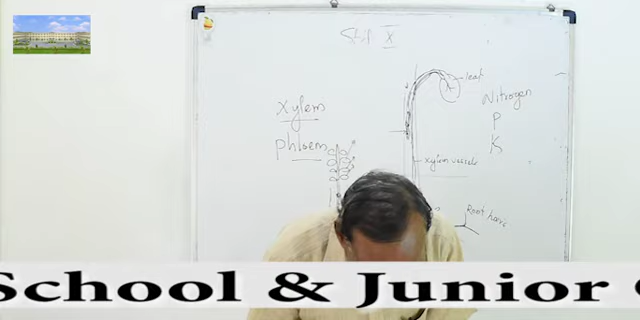 Std X
leaf
Nitrogen
Xylem
P
Phloem
K
xylem vessels
Root hairs
School & Junior